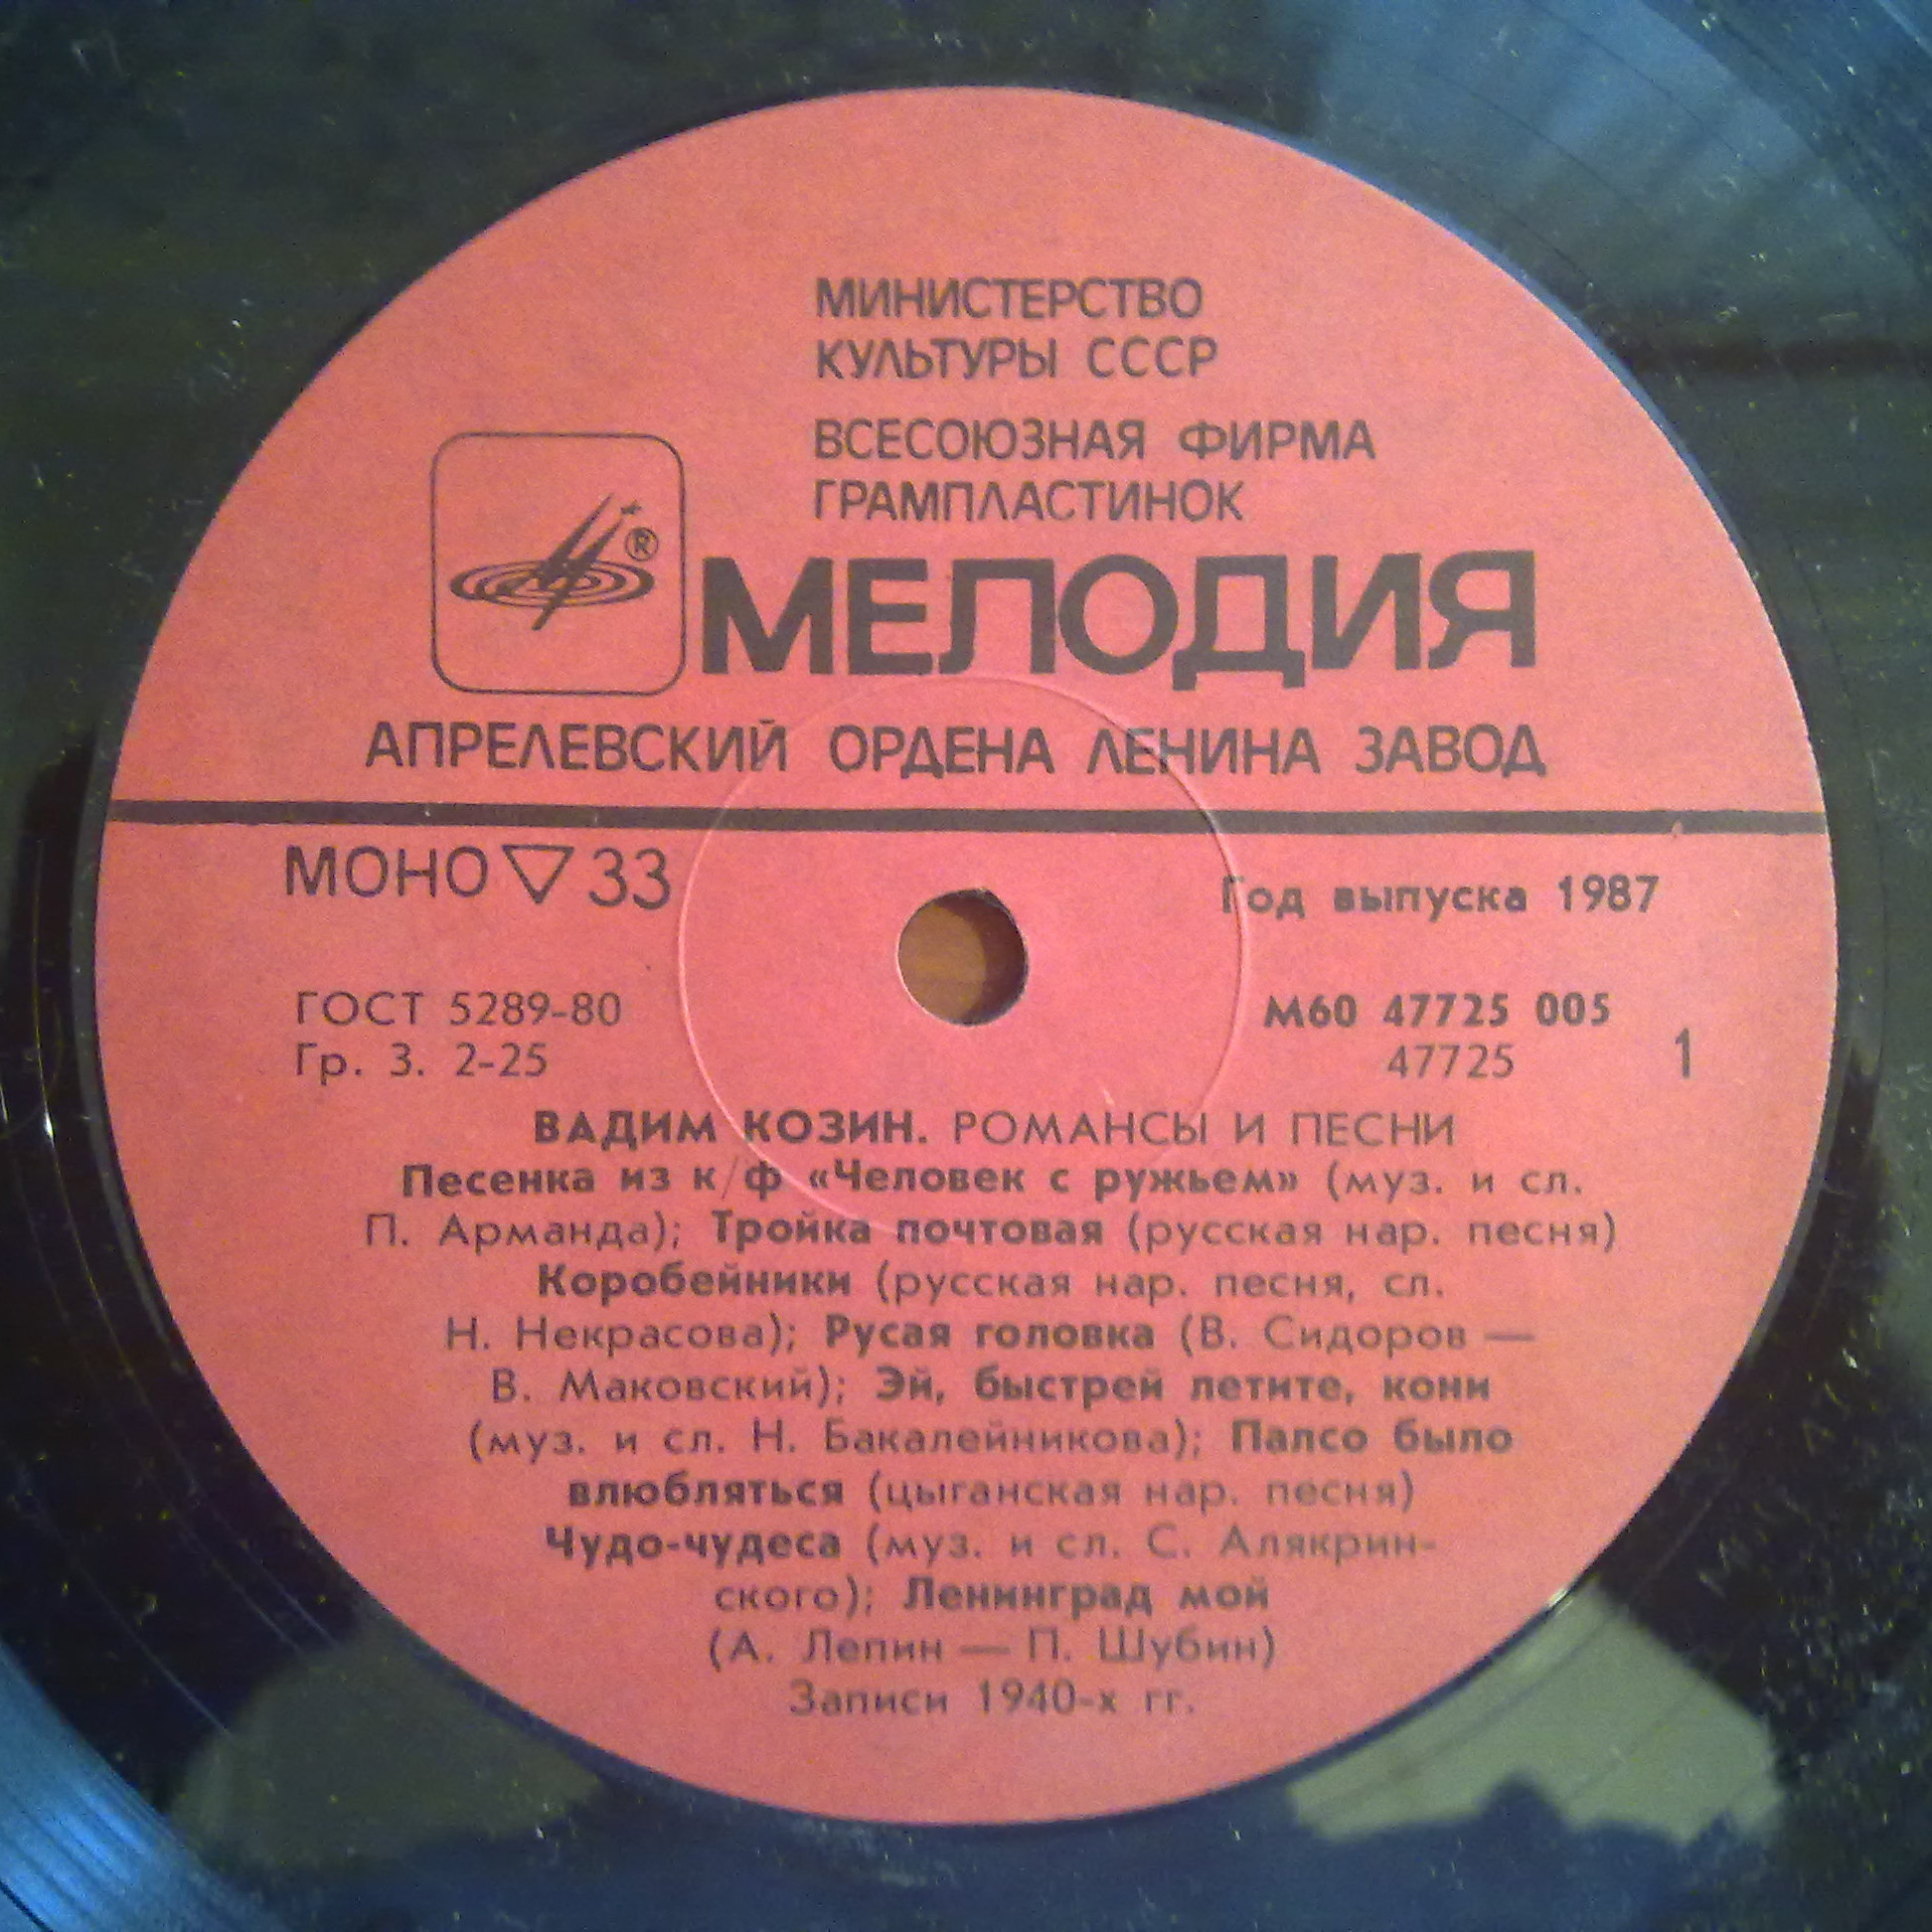 МИНИСТЕРСТВО
КУЛЬТУРЫ СССР
ВСЕСОЮЗНАЯ ФИРМА
ГРАМПЛАСТИНОК
®
МЕЛОДИЯ
АПРЕЛЕВСКИЙ ОРДЕНА ЛЕНИНА ЗАВОД
МОНО ▽ 33
Год выпуска 1987
ГОСТ 5289-80
Гр. 3. 2-25
М60 47725 005
47725
1
ВАДИМ КОЗИН. РОМАНСЫ И ПЕСНИ
Песенка из к/ф «Человек с ружьем» (муз. и сл.
П. Арманда); Тройка почтовая (русская нар. песня)
Коробейники (русская нар. песня, сл.
Н. Некрасова); Русая головка (В. Сидоров —
В. Маковский); Эй, быстрей летите, кони
(муз. и сл. Н. Бакалейникова); Палсо было
влюбляться (цыганская нар. песня)
Чудо-чудеса (муз. и сл. С. Алякрин-
ского); Ленинград мой
(А. Лепин — П. Шубин)
Записи 1940-х гг.